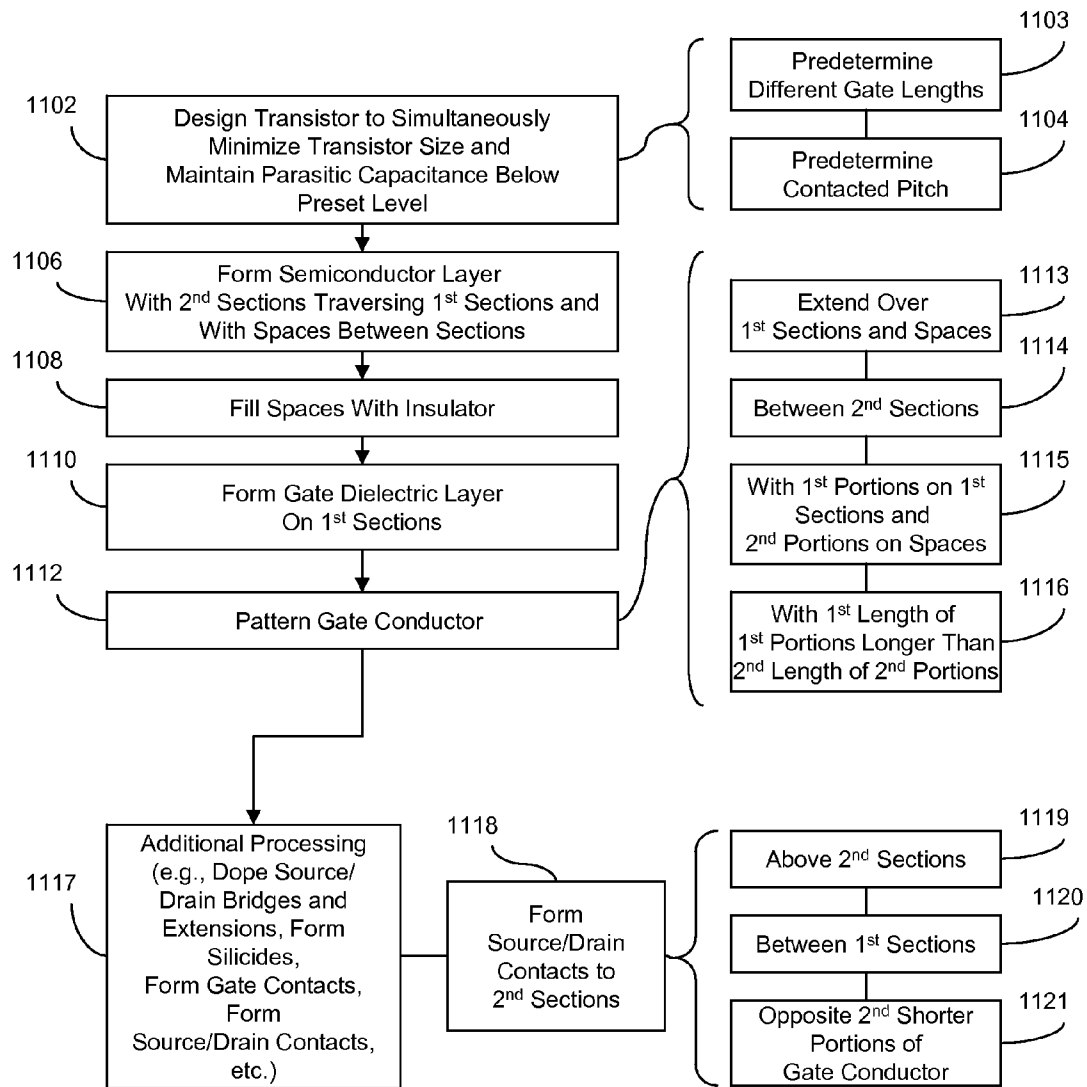 1102
Design Transistor to Simultaneously
Minimize Transistor Size and
Maintain Parasitic Capacitance Below
Preset Level
1103
Predetermine
Different Gate Lengths
1104
Predetermine
Contacted Pitch
1106
Form Semiconductor Layer
With 2nd Sections Traversing 1st Sections and
With Spaces Between Sections
1108
Fill Spaces With Insulator
1110
Form Gate Dielectric Layer
On 1st Sections
1112
Pattern Gate Conductor
1113
Extend Over
1st Sections and Spaces
1114
Between 2nd Sections
1115
With 1st Portions on 1st
Sections and
2nd Portions on Spaces
1116
With 1st Length of
1st Portions Longer Than
2nd Length of 2nd Portions
1117
Additional Processing
(e.g., Dope Source/
Drain Bridges and
Extensions, Form
Silicides,
Form Gate Contacts,
Form
Source/Drain Contacts,
etc.)
1118
Form
Source/Drain
Contacts to
2nd Sections
1119
Above 2nd Sections
1120
Between 1st Sections
1121
Opposite 2nd Shorter
Portions of
Gate Conductor